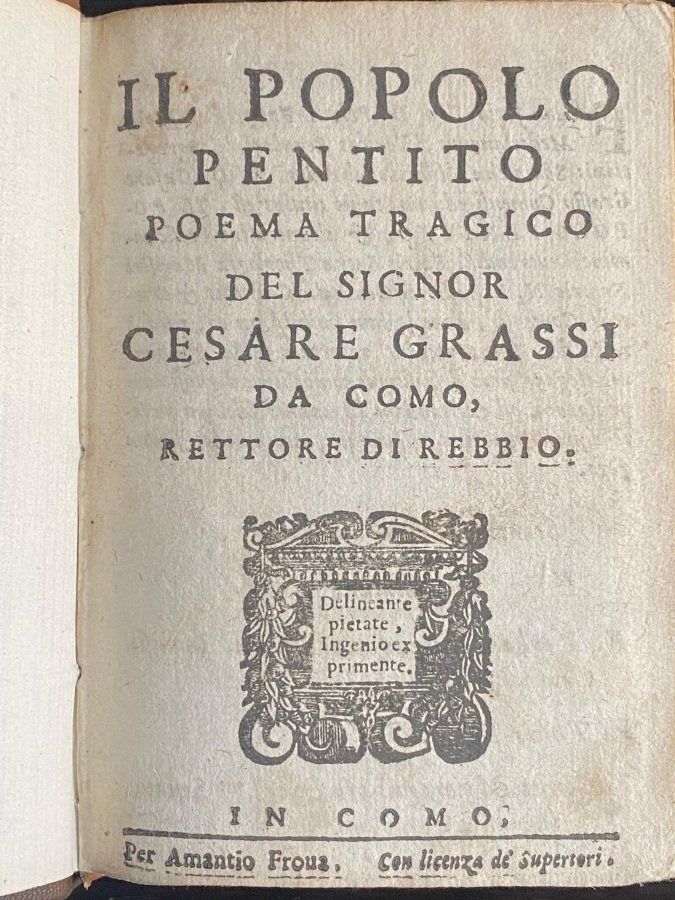 IL POPOLO
PENTITO
POEMA TRAGICO
DEL SIGNOR
CESARE GRASSI
DA COMO,
RETTORE DI REBBIO.
Delineante
pietate,
Ingenio ex
primente.
IN COMO,
Per Amantio Froua. Con licenza de' Superiori.